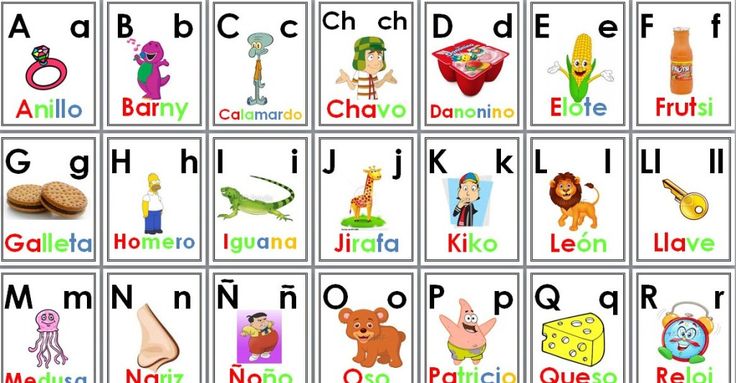 A a B b C c Ch ch D d E e F f
Anillo Barny Calamardo Chavo Danonino Elote Frutsi
G g H h I i J j K k L l Ll ll
Galleta Homero Iguana Jirafa Kiko León Llave
M m N n Ñ ñ O o P p Q q R r
Medusa Nariz Ñoño Oso Patricio Queso Reloj